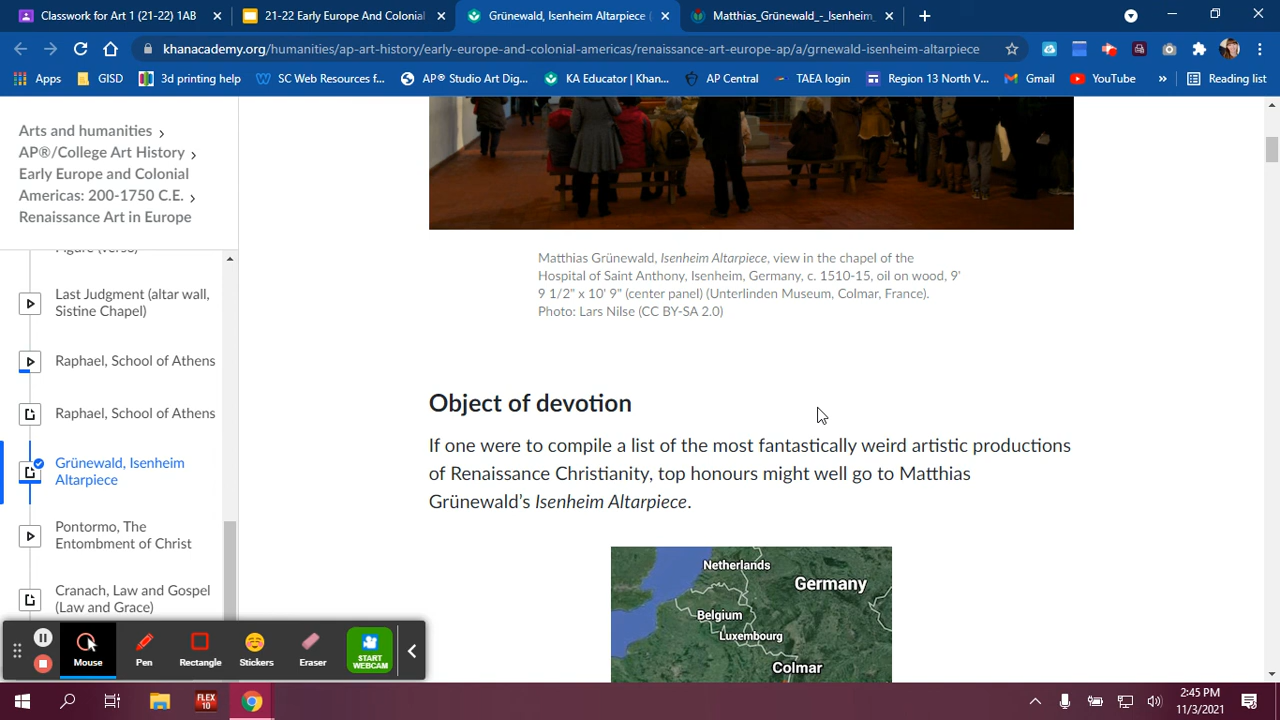 Classwork for Art 1 (21-22) 1AB
21-22 Early Europe And Colonial
Grünewald, Isenheim Altarpiece (
Matthias_Grünewald_-_Isenheim_
khanacademy.org/humanities/ap-art-history/early-europe-and-colonial-americas/renaissance-art-europe-ap/a/grnewald-isenheim-altarpiece
Apps
GISD
3d printing help
SC Web Resources f...
AP® Studio Art Dig...
KA Educator | Khan...
AP Central
TAEA login
Region 13 North V...
Gmail
YouTube
»
Reading list
Arts and humanities
AP®/College Art History
Early Europe and Colonial
Americas: 200-1750 C.E.
Renaissance Art in Europe
Figure (verso)
Last Judgment (altar wall,
Sistine Chapel)
Raphael, School of Athens
Raphael, School of Athens
Grünewald, Isenheim
Altarpiece
Pontormo, The
Entombment of Christ
Cranach, Law and Gospel
(Law and Grace)
Matthias Grünewald, Isenheim Altarpiece, view in the chapel of the
Hospital of Saint Anthony, Isenheim, Germany, c. 1510-15, oil on wood, 9'
9 1/2" x 10' 9" (center panel) (Unterlinden Museum, Colmar, France).
Photo: Lars Nilse (CC BY-SA 2.0)
Object of devotion
If one were to compile a list of the most fantastically weird artistic productions
of Renaissance Christianity, top honours might well go to Matthias
Grünewald's Isenheim Altarpiece.
Netherlands
Germany
Belgium
Luxembourg
Colmar
Mouse
Pen
Rectangle
Stickers
Eraser
START
WEBCAM
FLEX
10
2:45 PM
11/3/2021